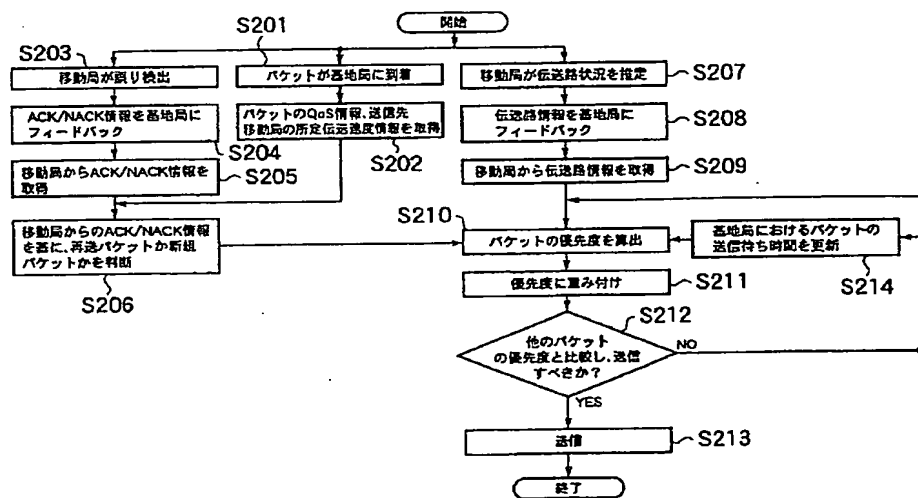 開始
S203
移動局が誤り検出
ACK/NACK情報を基地局に
フィードバック
S204
移動局からACK/NACK情報を
取得
S205
移動局からのACK/NACK情報
を基に、再送パケットか新規
パケットかを判断
S206
S201
パケットが基地局に到着
パケットのQoS情報、送信先
移動局の所定伝送速度情報を取得
S202
移動局が伝送路状況を推定
S207
伝送路情報を基地局に
フィードバック
S208
移動局から伝送路情報を取得
S209
S210
パケットの優先度を算出
基地局におけるパケットの
送信待ち時間を更新
S214
優先度に重み付け
S211
S212
他のパケット
の優先度と比較し、送信
すべきか?
NO
YES
送信
S213
終了